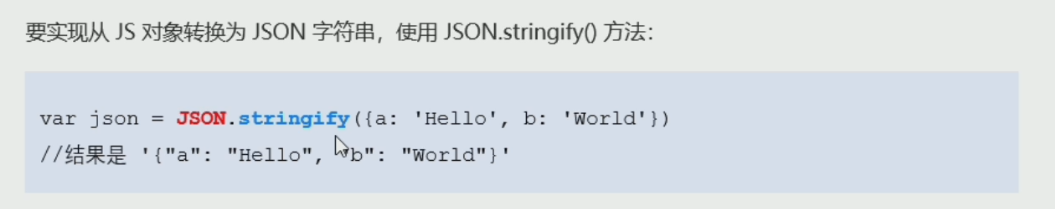 要实现从 JS 对象转换为 JSON 字符串，使用 JSON.stringify() 方法：
var json = JSON.stringify({a: 'Hello', b: 'World'})
//结果是 '{"a": "Hello", "b": "World"}'